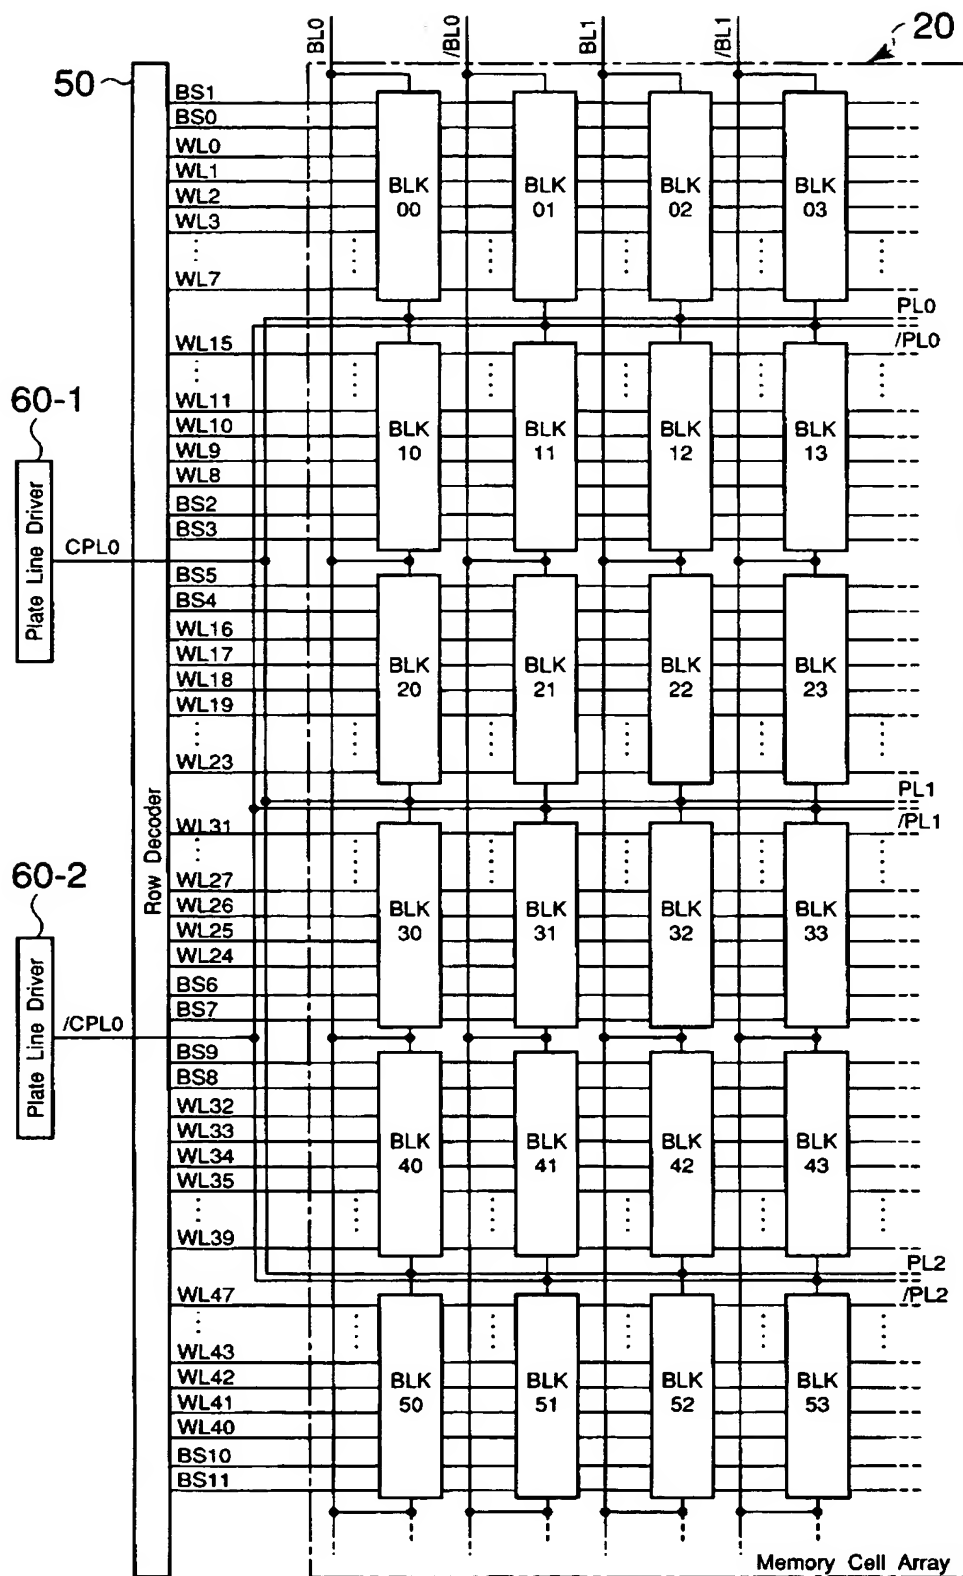 BL0 /BL0 BL1 /BL1 20
50
BS1
BS0
WL0
WL1
WL2
WL3
WL7
BLK 00
BLK 01
BLK 02
BLK 03
PL0
/PL0
WL15
WL11
WL10
WL9
WL8
BS2
BS3
BLK 10
BLK 11
BLK 12
BLK 13
60-1
Plate Line Driver
CPL0
BS5
BS4
WL16
WL17
WL18
WL19
WL23
BLK 20
BLK 21
BLK 22
BLK 23
PL1
/PL1
Row Decoder
WL31
WL27
WL26
WL25
WL24
BS6
BS7
BLK 30
BLK 31
BLK 32
BLK 33
60-2
Plate Line Driver
/CPL0
BS9
BS8
WL32
WL33
WL34
WL35
WL39
BLK 40
BLK 41
BLK 42
BLK 43
PL2
/PL2
WL47
WL43
WL42
WL41
WL40
BS10
BS11
BLK 50
BLK 51
BLK 52
BLK 53
Memory Cell Array